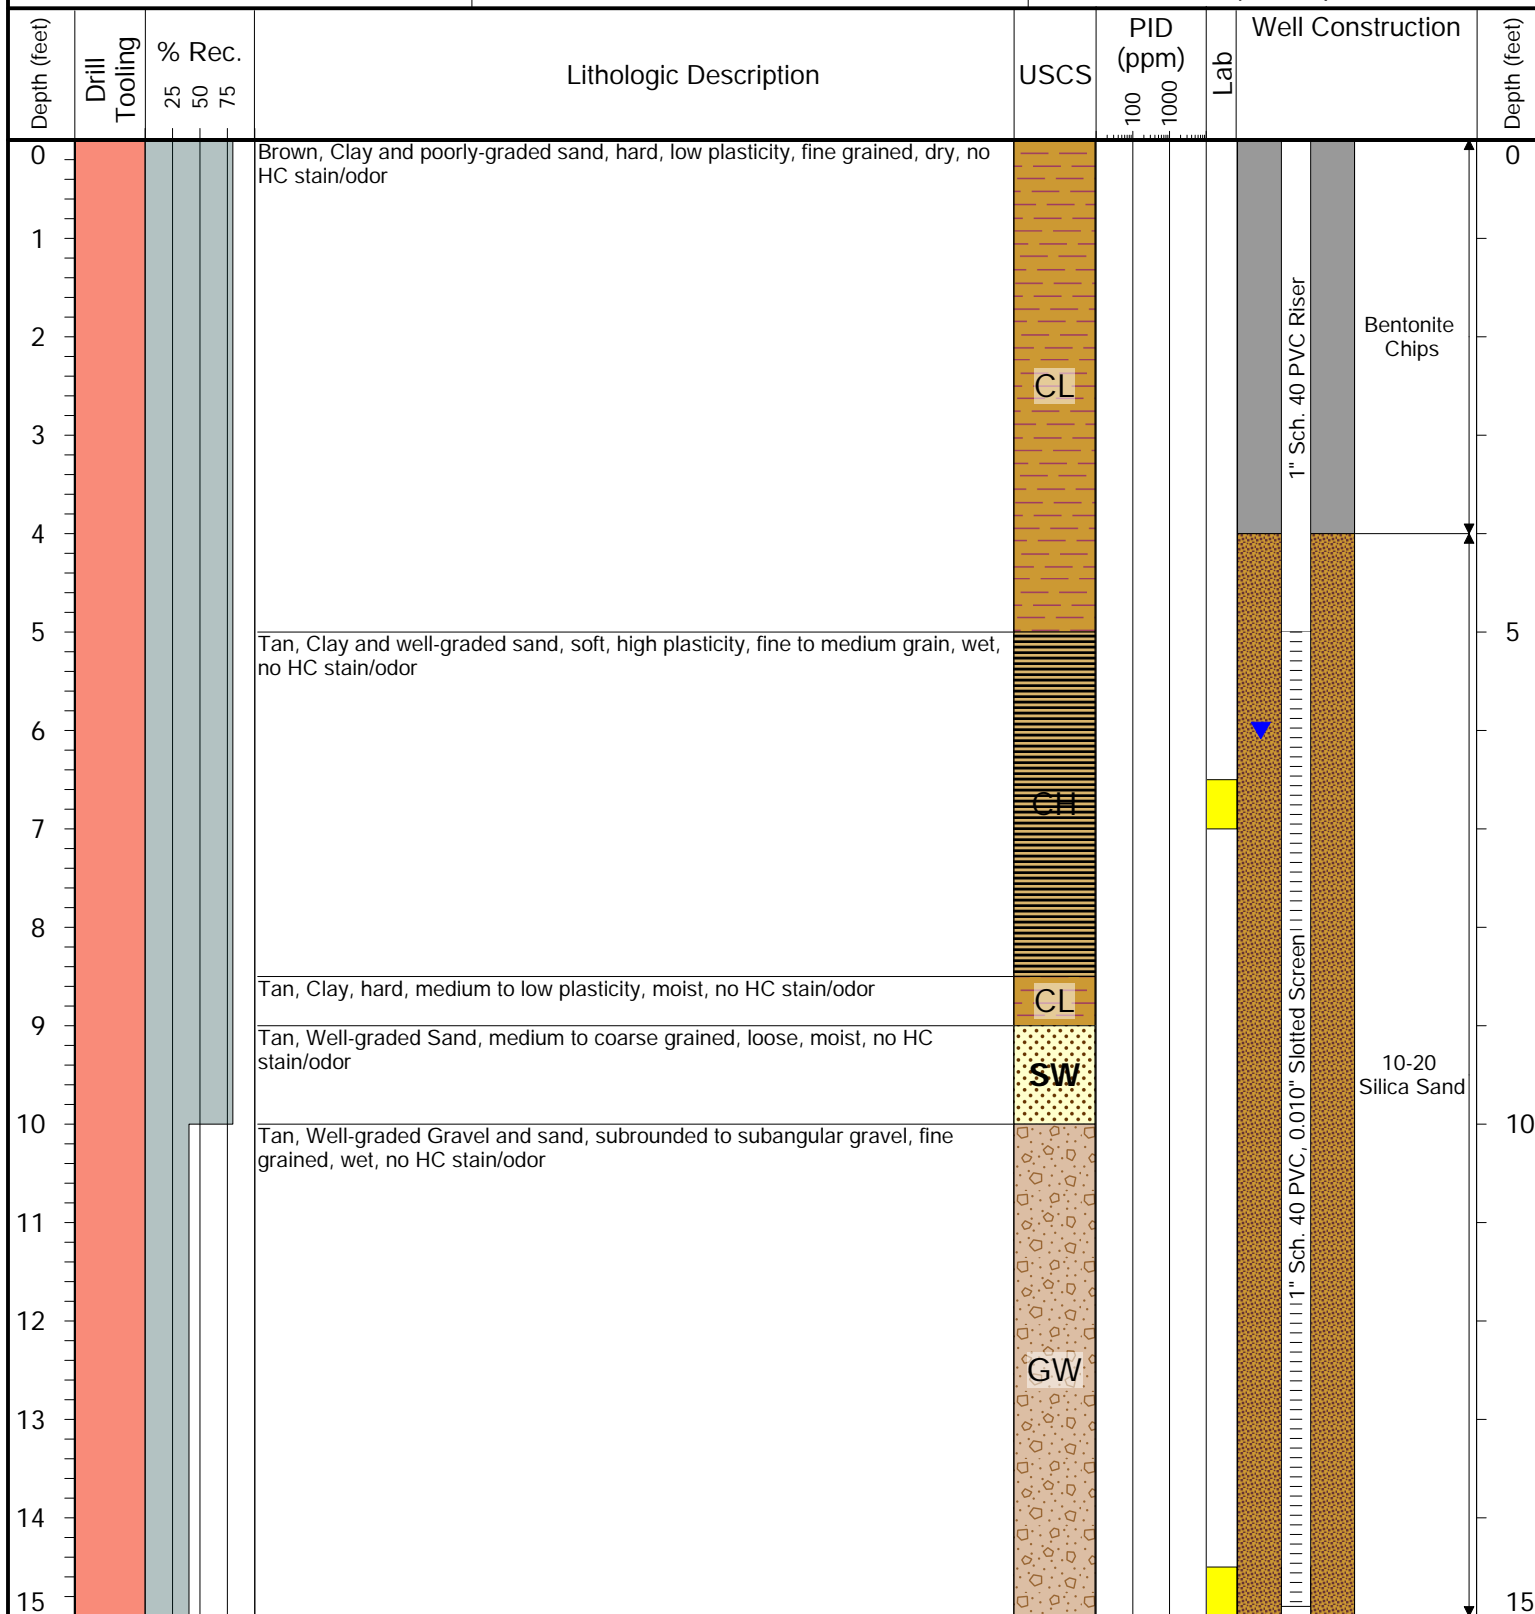 Depth (feet)
Drill
Tooling
% Rec.
25
50
75
Lithologic Description
USCS
PID
(ppm)
100
1000
Lab
Well Construction
Depth (feet)
0
Brown, Clay and poorly-graded sand, hard, low plasticity, fine grained, dry, no
HC stain/odor
0
1
2
3
4
CL
1" Sch. 40 PVC Riser
Bentonite
Chips
5
Tan, Clay and well-graded sand, soft, high plasticity, fine to medium grain, wet,
no HC stain/odor
5
6
7
8
CH
Tan, Clay, hard, medium to low plasticity, moist, no HC stain/odor
CL
9
Tan, Well-graded Sand, medium to coarse grained, loose, moist, no HC
stain/odor
SW
1" Sch. 40 PVC, 0.010" Slotted Screen
10-20
Silica Sand
10
Tan, Well-graded Gravel and sand, subrounded to subangular gravel, fine
grained, wet, no HC stain/odor
10
11
12
GW
13
14
15
15